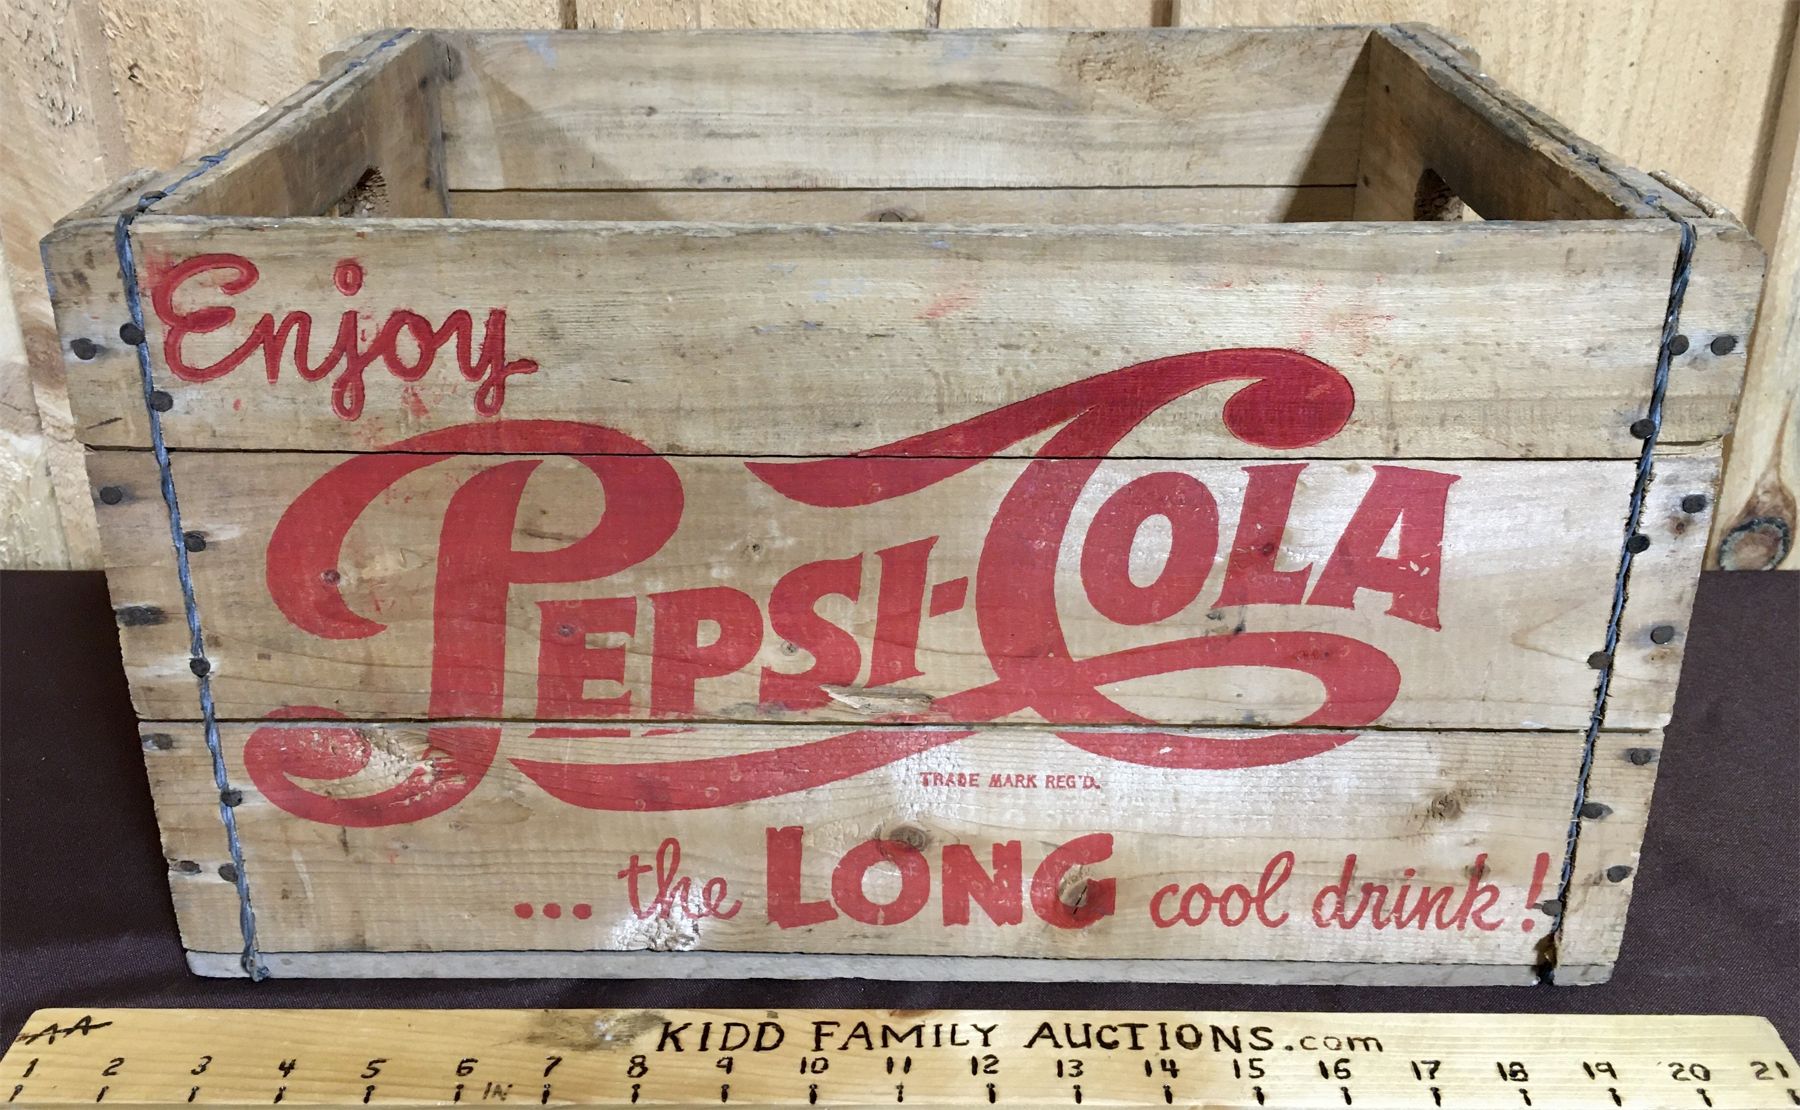 Enjoy
PEPSI-COLA
TRADE MARK REG'D.
... the LONG cool drink!
AA KIDD FAMILY AUCTIONS.com
1 2 3 4 5 6 7 8 9 10 11 12 13 14 15 16 17 18 19 20 21
IN